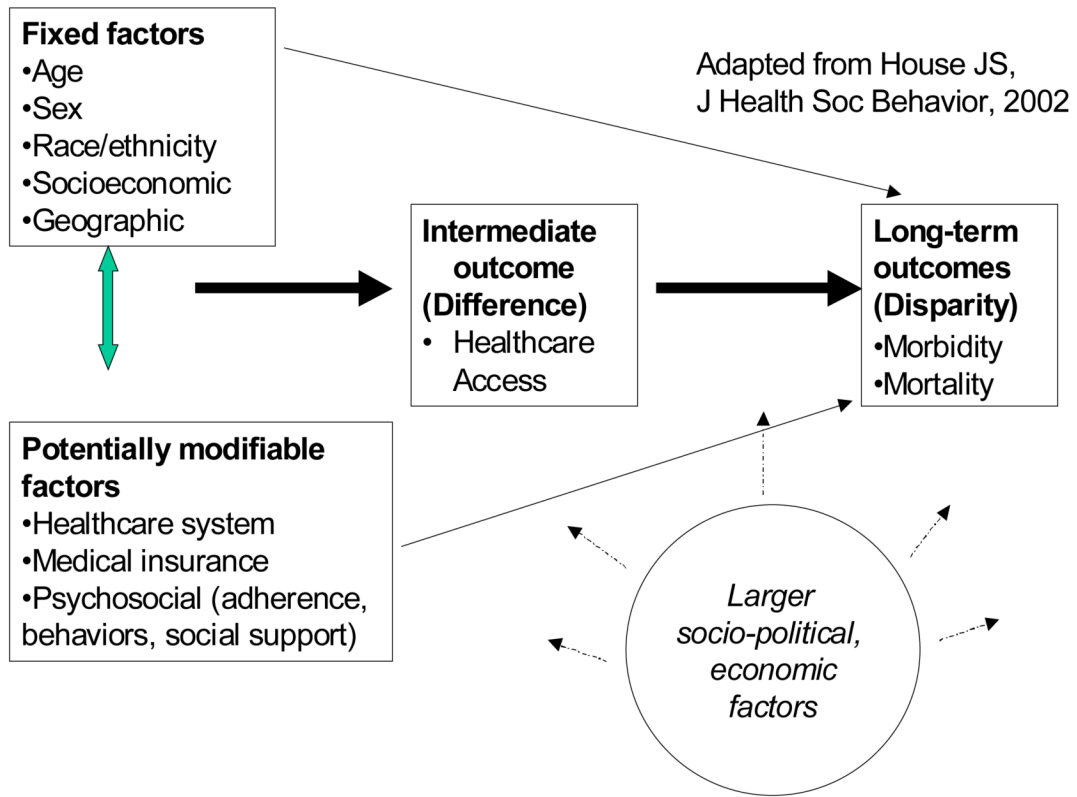 Fixed factors
•Age
•Sex
•Race/ethnicity
•Socioeconomic
•Geographic
Adapted from House JS,
J Health Soc Behavior, 2002
Intermediate
outcome
(Difference)
• Healthcare
Access
Long-term
outcomes
(Disparity)
•Morbidity
•Mortality
Potentially modifiable
factors
•Healthcare system
•Medical insurance
•Psychosocial (adherence,
behaviors, social support)
Larger
socio-political,
economic
factors